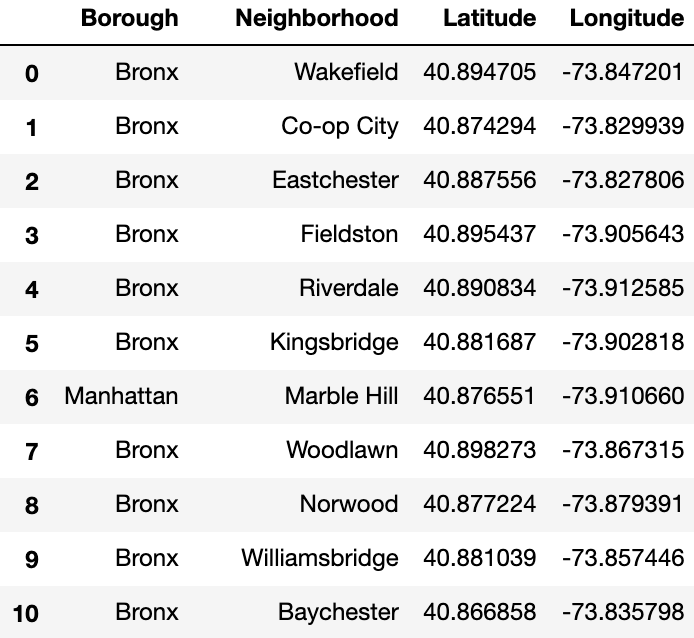 Borough Neighborhood Latitude Longitude
0 Bronx Wakefield 40.894705 -73.847201
1 Bronx Co-op City 40.874294 -73.829939
2 Bronx Eastchester 40.887556 -73.827806
3 Bronx Fieldston 40.895437 -73.905643
4 Bronx Riverdale 40.890834 -73.912585
5 Bronx Kingsbridge 40.881687 -73.902818
6 Manhattan Marble Hill 40.876551 -73.910660
7 Bronx Woodlawn 40.898273 -73.867315
8 Bronx Norwood 40.877224 -73.879391
9 Bronx Williamsbridge 40.881039 -73.857446
10 Bronx Baychester 40.866858 -73.835798